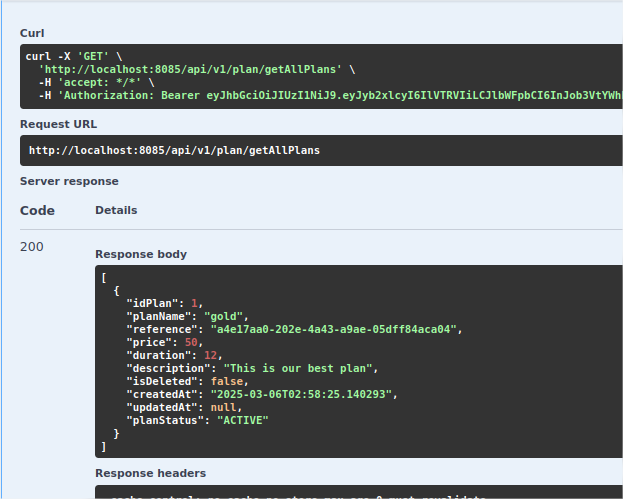 Curl
curl -X 'GET' \
'http://localhost:8085/api/v1/plan/getAllPlans' \
-H 'accept: */*' \
-H 'Authorization: Bearer eyJhbGciOiJIUzI1NiJ9.eyJyb2xlcyI6IlVTRVIiLCJlbWFpbCI6InJob3VtYWh
Request URL
http://localhost:8085/api/v1/plan/getAllPlans
Server response
Code Details
200
Response body
[
{
"idPlan": 1,
"planName": "gold",
"reference": "a4e17aa0-202e-4a43-a9ae-05dff84aca04",
"price": 50,
"duration": 12,
"description": "This is our best plan",
"isDeleted": false,
"createdAt": "2025-03-06T02:58:25.140293",
"updatedAt": null,
"planStatus": "ACTIVE"
}
]
Response headers